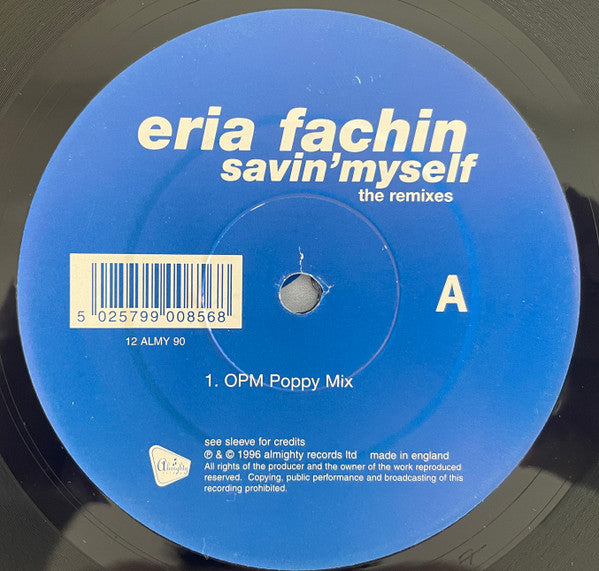 eria fachin
savin'myself
the remixes
5 025799 008568
12 ALMY 90
A
1. OPM Poppy Mix
see sleeve for credits
℗ & © 1996 almighty records ltd made in england
All rights of the producer and the owner of the work reproduced
reserved. Copying, public performance and broadcasting of this
recording prohibited.
almighty